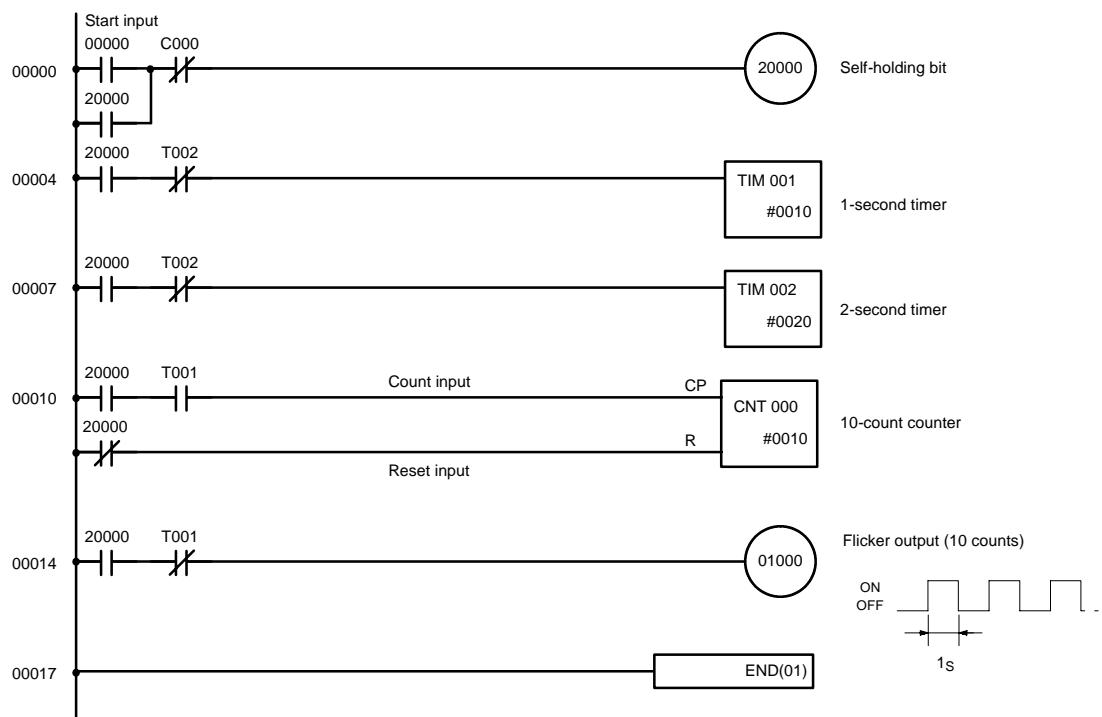 Start input
00000 C000
00000
20000 Self-holding bit
20000
20000 T002
00004
TIM 001
#0010
1-second timer
20000 T002
00007
TIM 002
#0020
2-second timer
20000 T001
00010
Count input CP
CNT 000
#0010
10-count counter
20000
R
Reset input
20000 T001
00014
01000
Flicker output (10 counts)
ON
OFF
1S
00017
END(01)